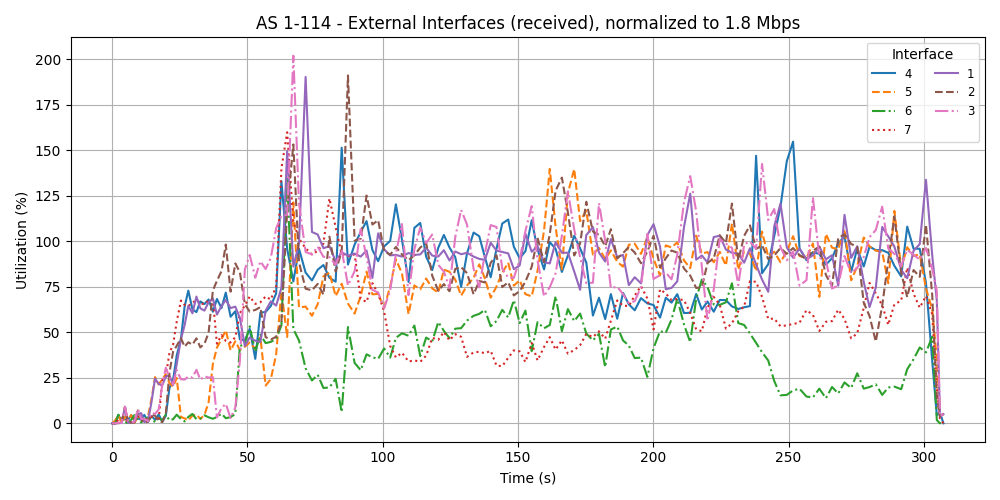 AS 1-114 - External Interfaces (received), normalized to 1.8 Mbps
Utilization (%)
200
175
150
125
100
75
50
25
0
0 50 100 150 200 250 300
Time (s)
Interface
4 1
5 2
6 3
7